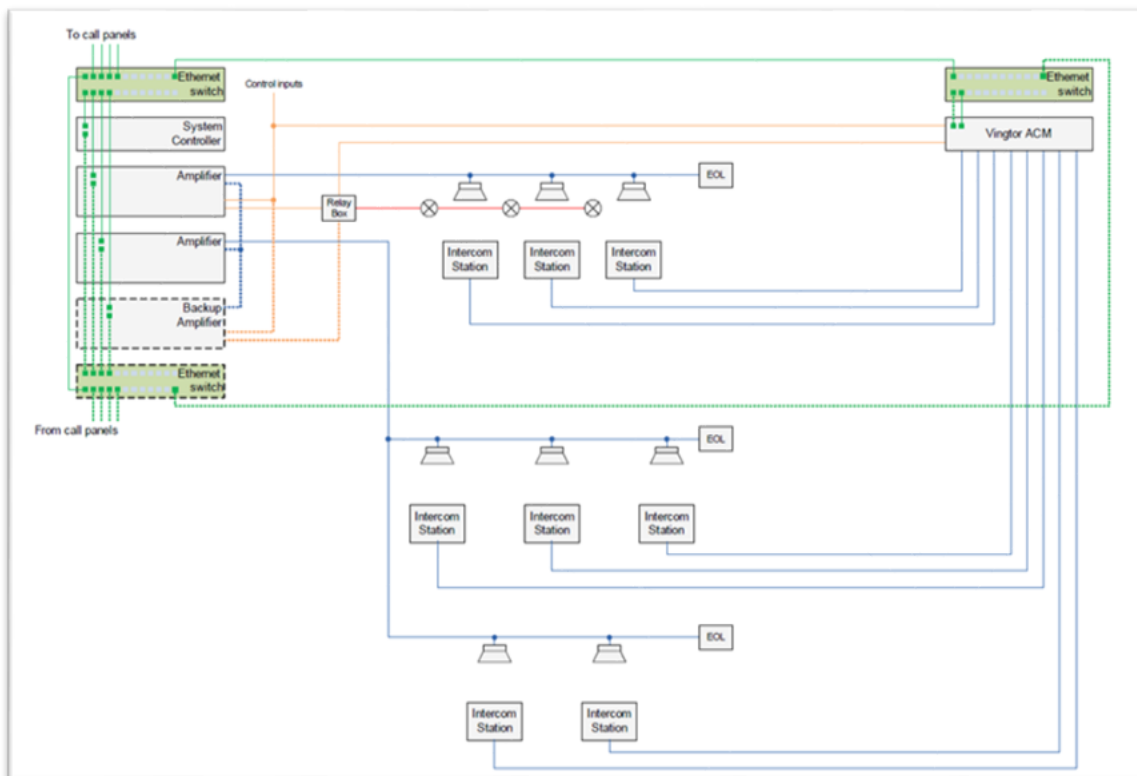 To call panels
Ethernet
switch
Control inputs
Ethernet
switch
System
Controller
Vingtor ACM
Amplifier
EOL
Relay
Box
Amplifier
Intercom
Station
Intercom
Station
Intercom
Station
Backup
Amplifier
Ethernet
switch
From call panels
EOL
Intercom
Station
Intercom
Station
Intercom
Station
EOL
Intercom
Station
Intercom
Station